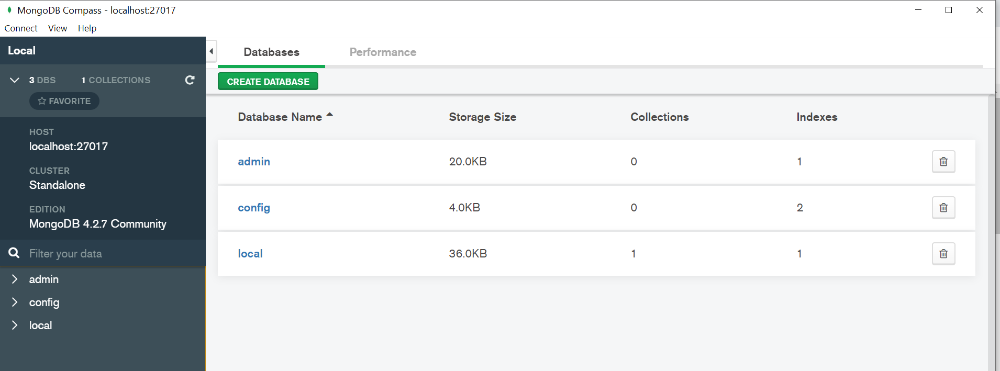 MongoDB Compass - localhost:27017
Connect View Help
Local
3 DBS 1 COLLECTIONS
FAVORITE
HOST
localhost:27017
CLUSTER
Standalone
EDITION
MongoDB 4.2.7 Community
Filter your data
admin
config
local
Databases Performance
CREATE DATABASE
Database Name Storage Size Collections Indexes
admin 20.0KB 0 1
config 4.0KB 0 2
local 36.0KB 1 1